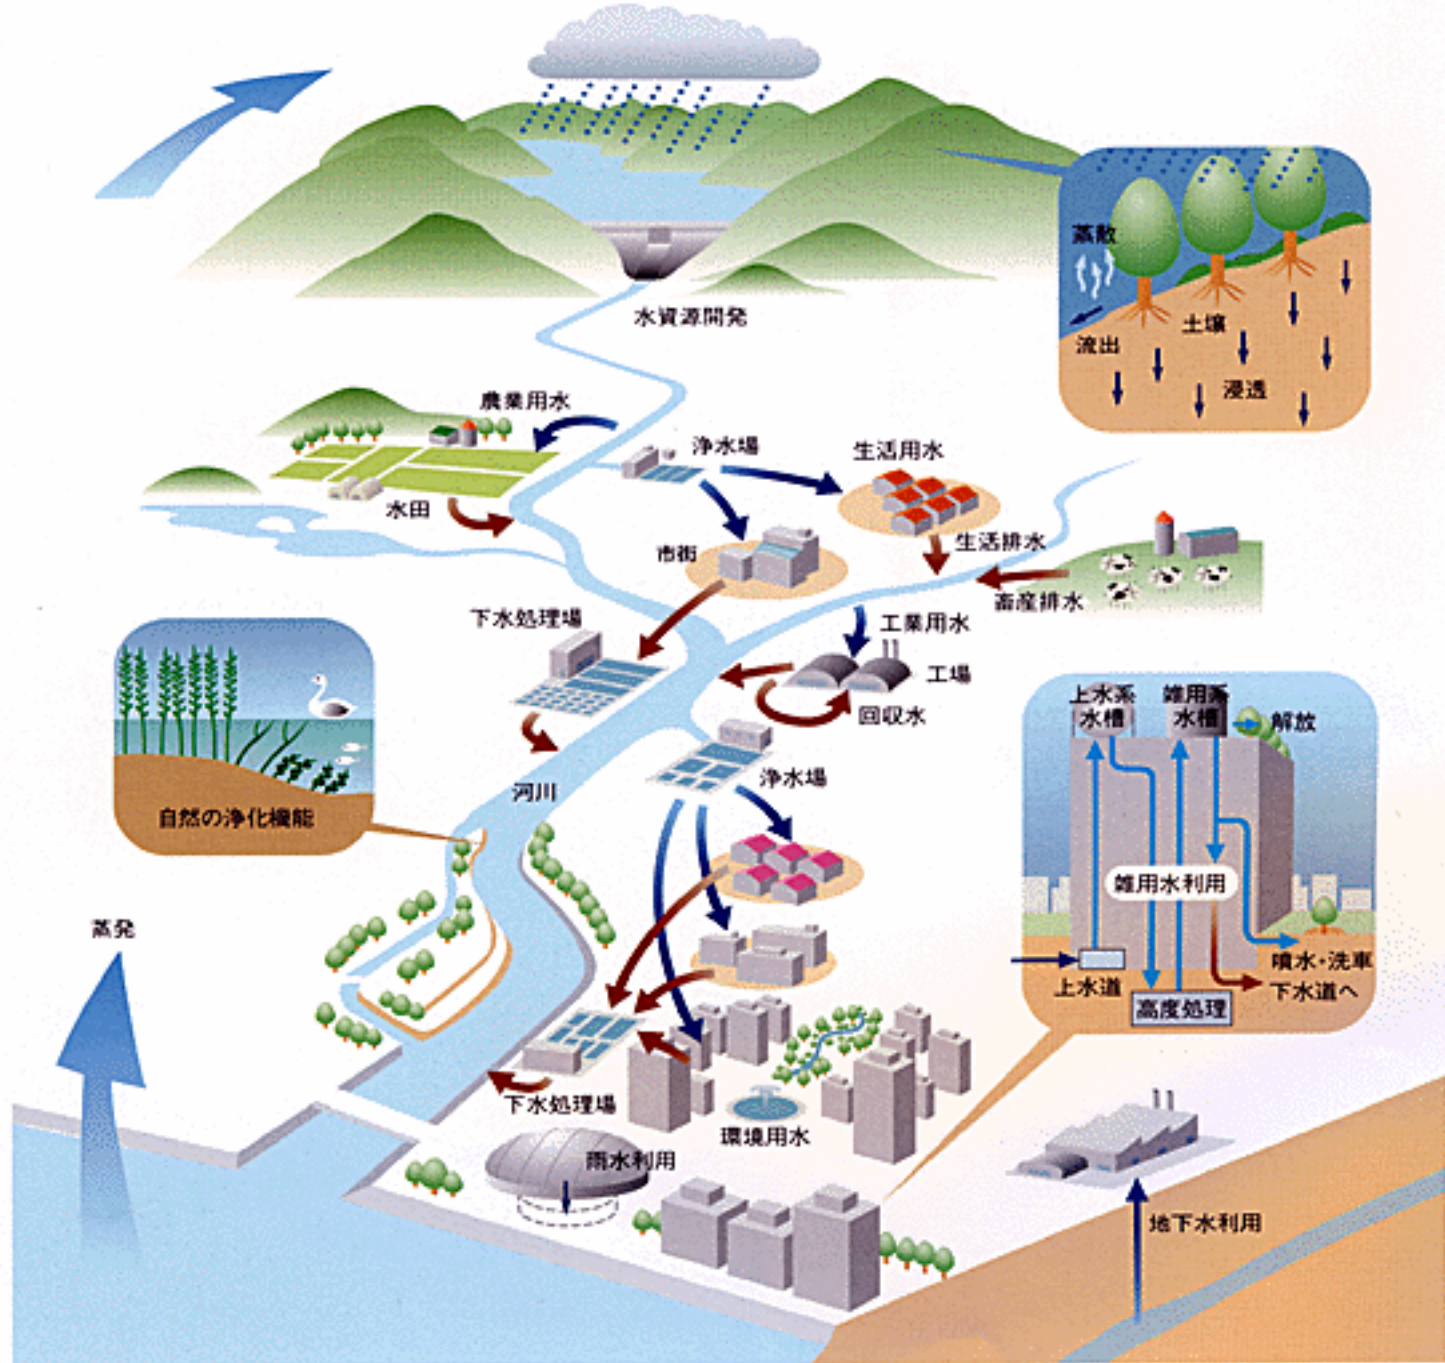 蒸散
土壌
流出
浸透
水資源開発
農業用水
浄水場
生活用水
水田
市街
生活排水
畜産排水
下水処理場
工業用水
工場
回収水
上水系
水槽
雑用系
水槽
解放
河川
浄水場
自然の浄化機能
雑用水利用
蒸発
噴水・洗車
上水道
下水道へ
高度処理
下水処理場
環境用水
雨水利用
地下水利用